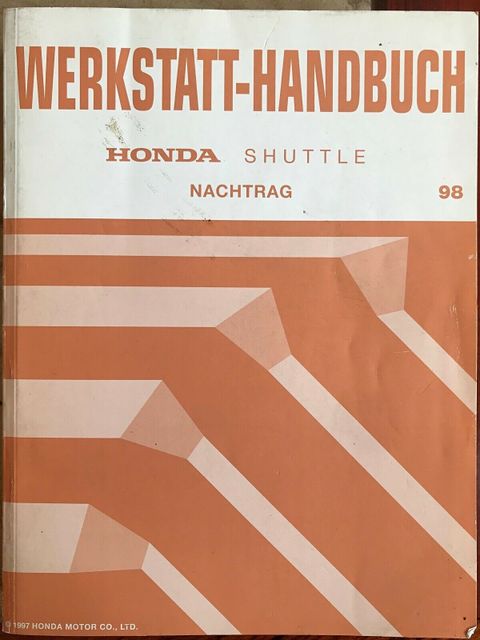 WERKSTATT-HANDBUCH
HONDA SHUTTLE
NACHTRAG 98
© 1997 HONDA MOTOR CO., LTD.